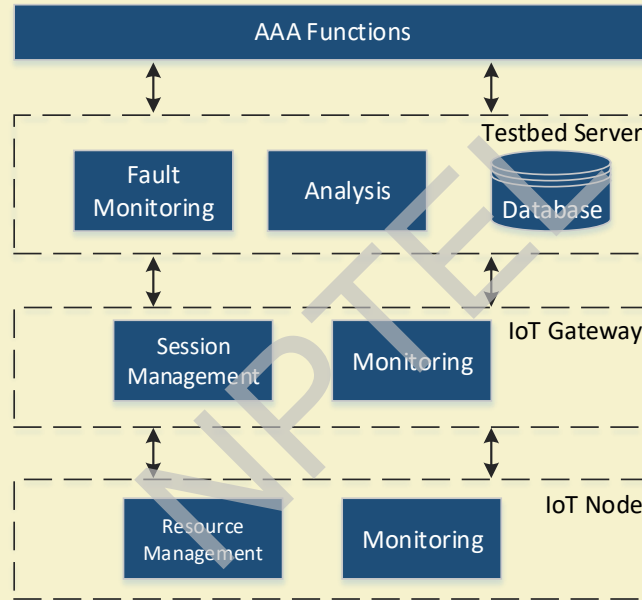 AAA Functions
Testbed Server
Fault
Monitoring
Analysis
Database
IoT Gateway
Session
Management
Monitoring
IoT Node
Resource
Management
Monitoring
NPTEL